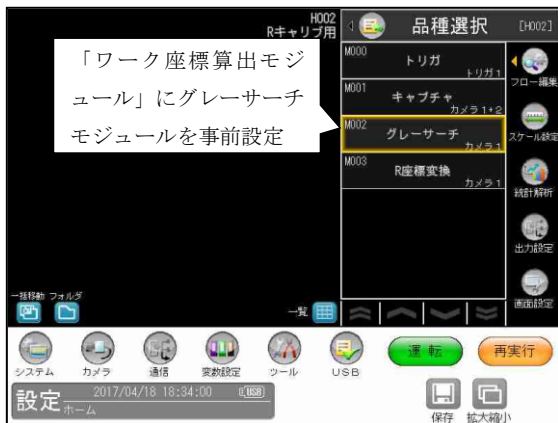 H002
Rキャリブ用
品種選択
[H002]
「ワーク座標算出モジ
ュール」にグレーサーチ
モジュールを事前設定
M000
トリガ
トリガ1
M001
キャプチャ
カメラ1+2
M002
グレーサーチ
カメラ1
M003
R座標変換
カメラ1
フロー編集
スケール設定
統計解析
出力設定
画面設定
一括移動 フォルダ
一覧
システム
カメラ
通信
変数設定
ツール
USB
運転
再実行
設定
2017/04/18 18:34:00
USB
ホーム
保存
拡大縮小